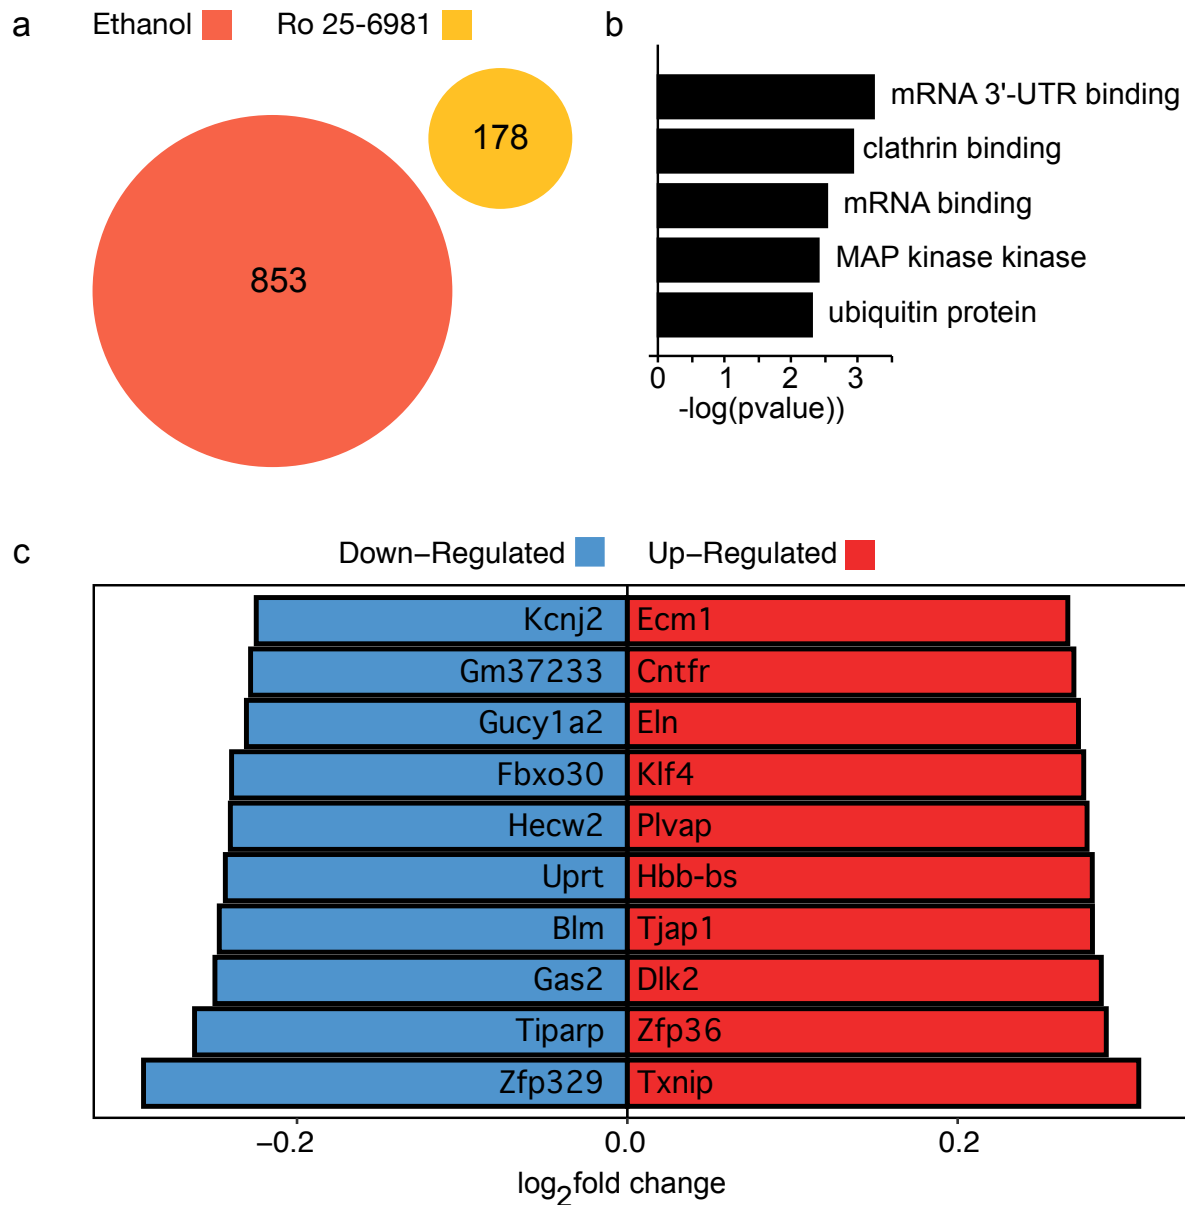 a
Ethanol
Ro 25-6981
853
178
b
mRNA 3'-UTR binding
clathrin binding
mRNA binding
MAP kinase kinase
ubiquitin protein
0 1 2 3
-log(pvalue))
c
Down−Regulated
Up−Regulated
Kcnj2 Ecm1
Gm37233 Cntfr
Gucy1a2 Eln
Fbxo30 Klf4
Hecw2 Plvap
Uprt Hbb-bs
Blm Tjap1
Gas2 Dlk2
Tiparp Zfp36
Zfp329 Txnip
−0.2 0.0 0.2
log2fold change